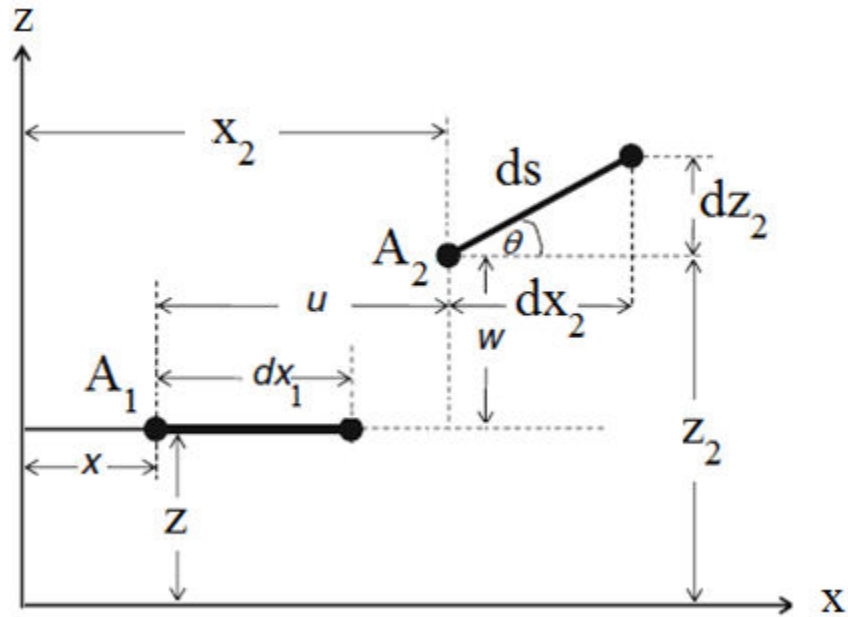 z
x₂
ds
dz₂
θ
A₂
u
dx₂
w
A₁
dx₁
z₂
x
z
x